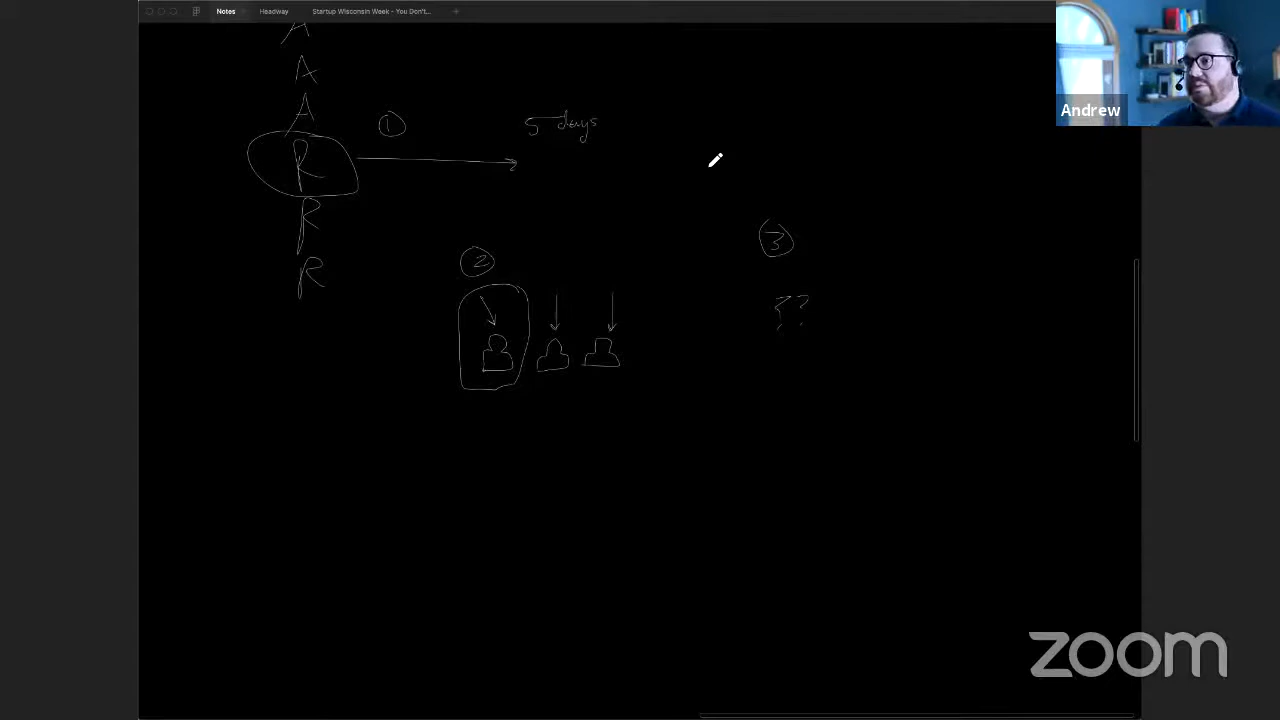 Notes
Headway
Startup Wisconsin Week - You Don't...
Andrew
A
A
A
① 5 days
R
R
R
②
③
??
zoom